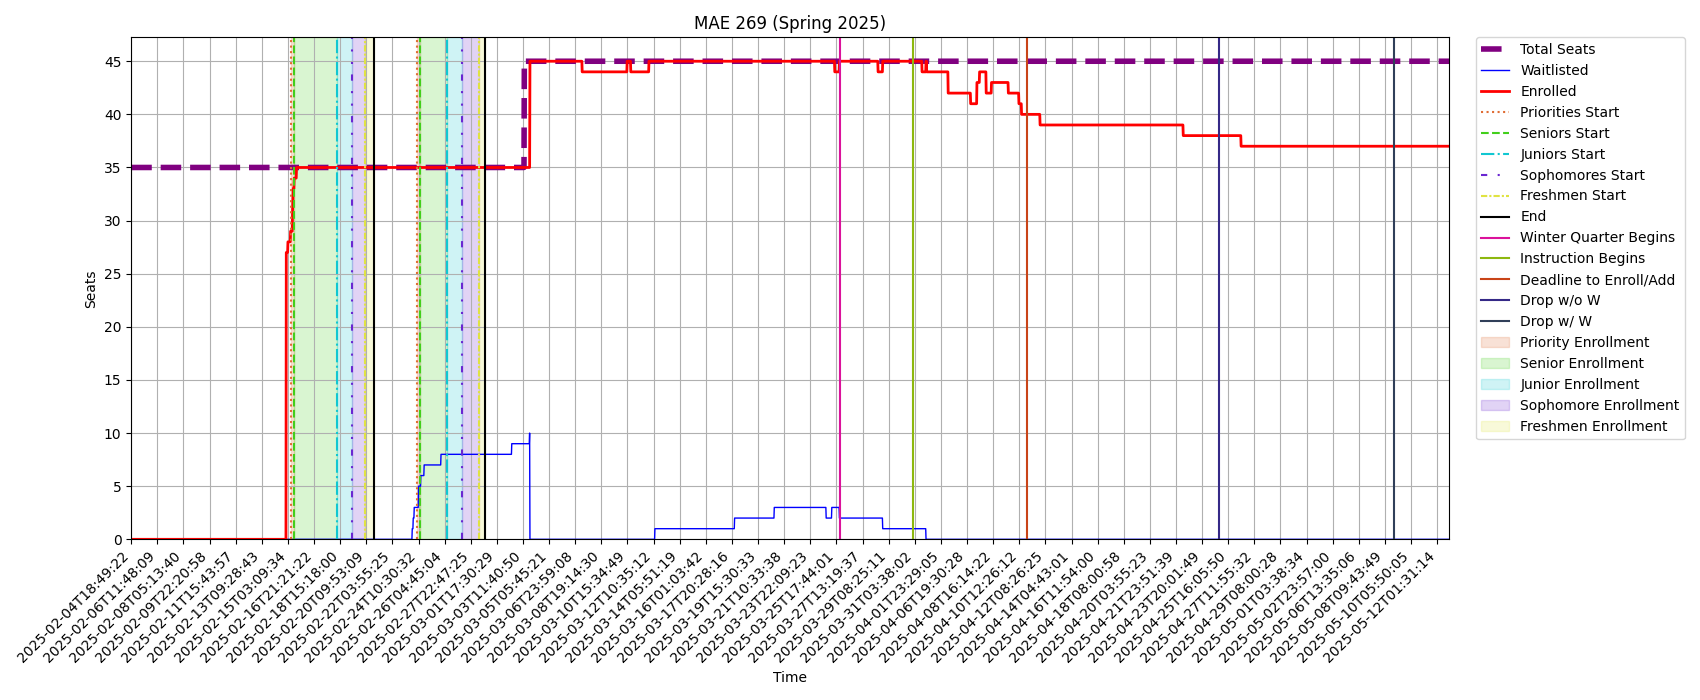 MAE 269 (Spring 2025)
Seats
45
40
35
30
25
20
15
10
5
0
2025-02-04T18:49:22
2025-02-06T11:48:09
2025-02-08T05:13:40
2025-02-09T22:20:58
2025-02-11T15:43:57
2025-02-13T09:28:43
2025-02-15T03:09:34
2025-02-16T21:21:22
2025-02-18T15:18:00
2025-02-20T09:53:09
2025-02-22T03:55:25
2025-02-24T10:30:32
2025-02-26T04:45:04
2025-02-27T22:47:25
2025-03-01T17:30:29
2025-03-03T11:40:50
2025-03-05T05:45:21
2025-03-06T23:59:08
2025-03-08T19:14:30
2025-03-10T15:34:49
2025-03-12T10:35:12
2025-03-14T05:51:19
2025-03-16T01:03:42
2025-03-17T20:28:16
2025-03-19T15:30:33
2025-03-21T10:33:38
2025-03-23T22:09:23
2025-03-25T17:44:01
2025-03-27T13:19:37
2025-03-29T08:25:11
2025-03-31T03:38:02
2025-04-01T23:29:05
2025-04-06T19:30:28
2025-04-08T16:14:22
2025-04-10T12:26:12
2025-04-12T08:26:25
2025-04-14T04:43:01
2025-04-16T11:54:00
2025-04-18T08:00:58
2025-04-20T03:55:23
2025-04-21T23:51:39
2025-04-23T20:01:49
2025-04-25T16:05:50
2025-04-27T11:55:32
2025-04-29T08:00:28
2025-05-01T03:38:34
2025-05-02T23:57:00
2025-05-06T13:35:06
2025-05-08T09:43:49
2025-05-10T05:50:05
2025-05-12T01:31:14
Time
Total Seats
Waitlisted
Enrolled
Priorities Start
Seniors Start
Juniors Start
Sophomores Start
Freshmen Start
End
Winter Quarter Begins
Instruction Begins
Deadline to Enroll/Add
Drop w/o W
Drop w/ W
Priority Enrollment
Senior Enrollment
Junior Enrollment
Sophomore Enrollment
Freshmen Enrollment